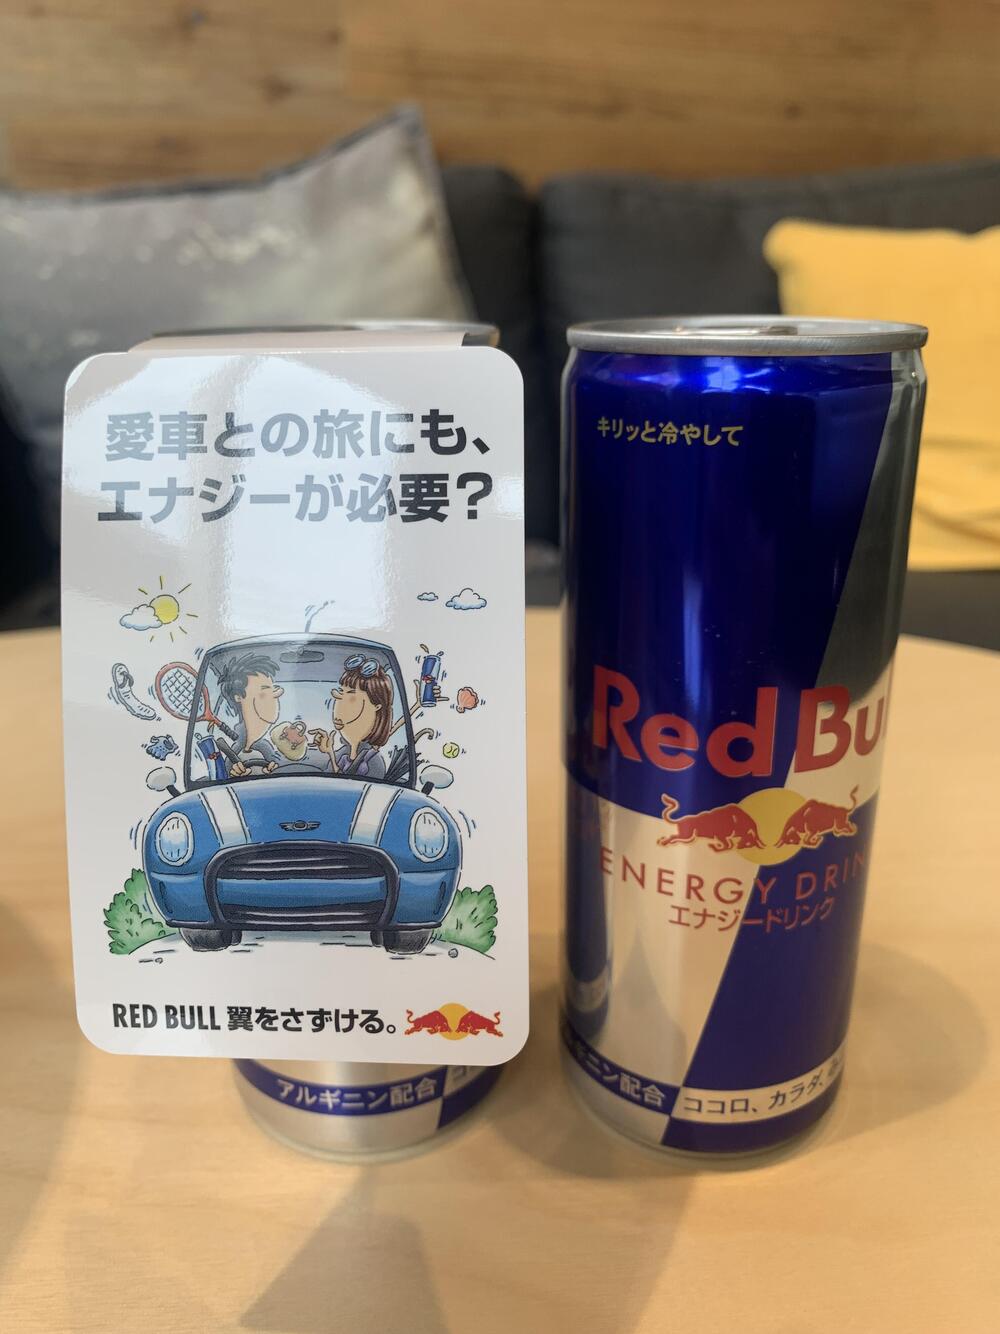 愛車との旅にも、
エナジーが必要？
RED BULL 翼をさずける。
アルギニン配合
キリッと冷やして
Red Bu
ENERGY DRIN
エナジードリンク
ルギニン配合
ココロ、カラダ、